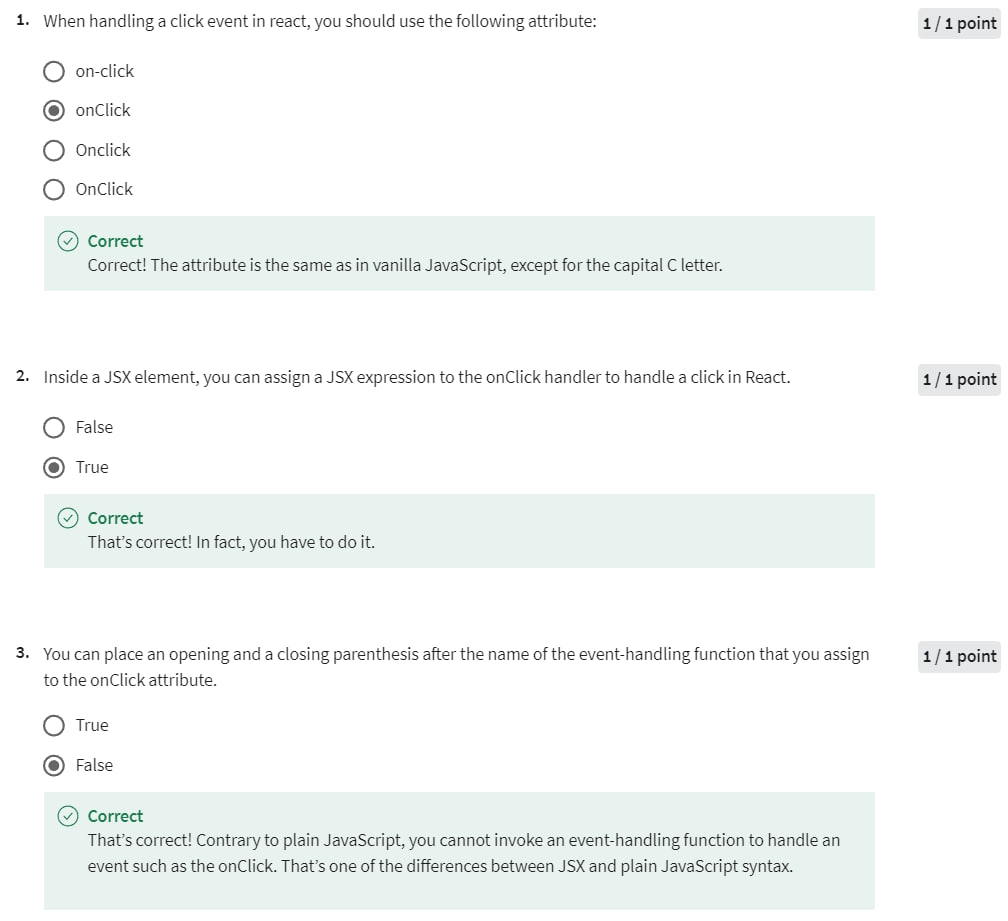 1. When handling a click event in react, you should use the following attribute:
1 / 1 point
on-click
onClick
Onclick
OnClick
Correct
Correct! The attribute is the same as in vanilla JavaScript, except for the capital C letter.
2. Inside a JSX element, you can assign a JSX expression to the onClick handler to handle a click in React.
1 / 1 point
False
True
Correct
That's correct! In fact, you have to do it.
3. You can place an opening and a closing parenthesis after the name of the event-handling function that you assign
to the onClick attribute.
1 / 1 point
True
False
Correct
That's correct! Contrary to plain JavaScript, you cannot invoke an event-handling function to handle an
event such as the onClick. That's one of the differences between JSX and plain JavaScript syntax.